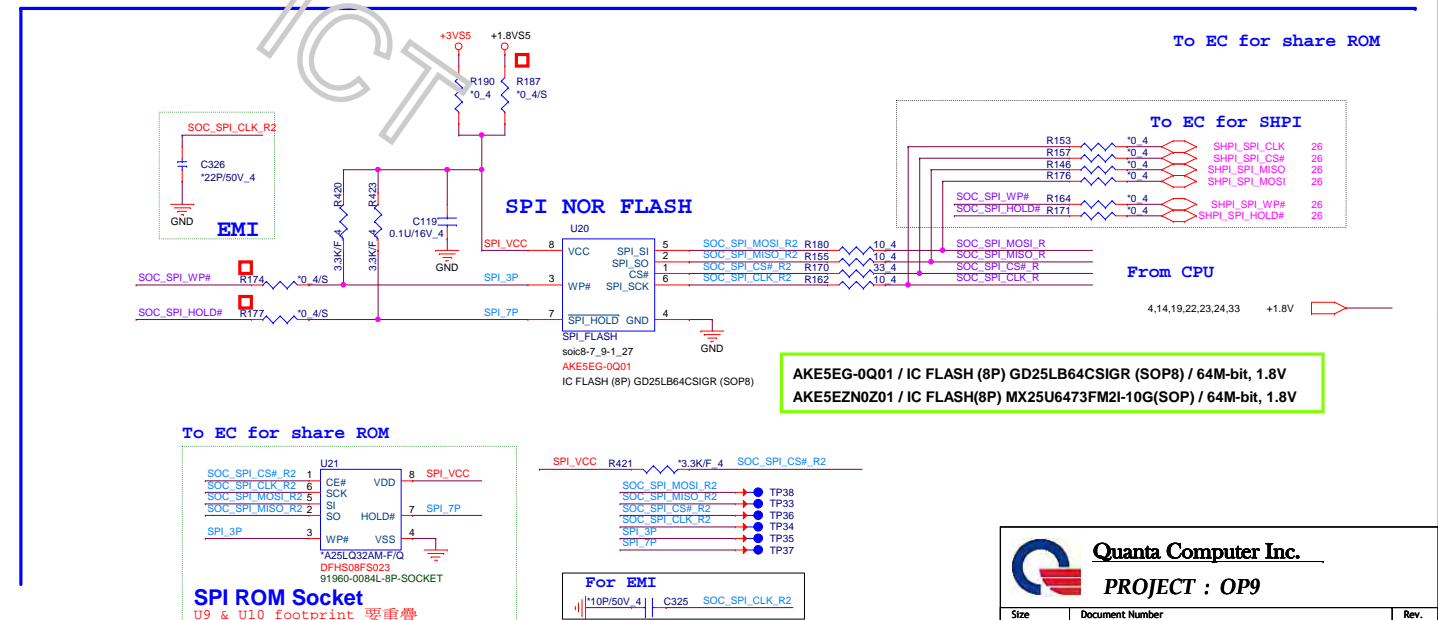 ICT
To EC for share ROM
+3VS5
+1.8VS5
R190
*0_4
R187
*0_4/S
SOC_SPI_CLK_R2
C326
*22P/50V_4
GND
EMI
R420
3.3K/F_4
R423
3.3K/F_4
C119
0.1U/16V_4
GND
SPI NOR FLASH
U20
SPI_VCC 8 VCC
SPI_3P 3 WP#
SPI_7P 7 SPI_HOLD GND 4
SPI_SI 5 SOC_SPI_MOSI_R2 R180 10_4 SOC_SPI_MOSI_R
SPI_SO 2 SOC_SPI_MISO_R2 R155 10_4 SOC_SPI_MISO_R
CS# 1 SOC_SPI_CS#_R2 R170 33_4 SOC_SPI_CS#_R
SPI_SCK 6 SOC_SPI_CLK_R2 R162 10_4 SOC_SPI_CLK_R
GND
SPI_FLASH
soic8-7_9-1_27
AKE5EG-0Q01
IC FLASH (8P) GD25LB64CSIGR (SOP8)
SOC_SPI_WP# R174 *0_4/S
SOC_SPI_HOLD# R177 *0_4/S
To EC for SHPI
R153 *0_4 SHPI_SPI_CLK 26
R157 *0_4 SHPI_SPI_CS# 26
R146 *0_4 SHPI_SPI_MISO 26
R176 *0_4 SHPI_SPI_MOSI 26
SOC_SPI_WP# R164 *0_4 SHPI_SPI_WP# 26
SOC_SPI_HOLD# R171 *0_4 SHPI_SPI_HOLD# 26
From CPU
4,14,19,22,23,24,33 +1.8V
AKE5EG-0Q01 / IC FLASH (8P) GD25LB64CSIGR (SOP8) / 64M-bit, 1.8V
AKE5EZN0Z01 / IC FLASH(8P) MX25U6473FM2I-10G(SOP) / 64M-bit, 1.8V
To EC for share ROM
U21
SOC_SPI_CS#_R2 1 CE# VDD 8 SPI_VCC
SOC_SPI_CLK_R2 6 SCK
SOC_SPI_MOSI_R2 5 SI
SOC_SPI_MISO_R2 2 SO HOLD# 7 SPI_7P
SPI_3P 3 WP# VSS 4
*A25LQ32AM-F/Q
DFHS08FS023
91960-0084L-8P-SOCKET
SPI ROM Socket
U9 & U10 footprint 要重疊
SPI_VCC R421 *3.3K/F_4 SOC_SPI_CS#_R2
SOC_SPI_MOSI_R2 TP38
SOC_SPI_MISO_R2 TP33
SOC_SPI_CS#_R2 TP36
SOC_SPI_CLK_R2 TP34
SPI_3P TP35
SPI_7P TP37
For EMI
*10P/50V_4 C325 SOC_SPI_CLK_R2
Quanta Computer Inc.
PROJECT : OP9
Size Document Number Rev.